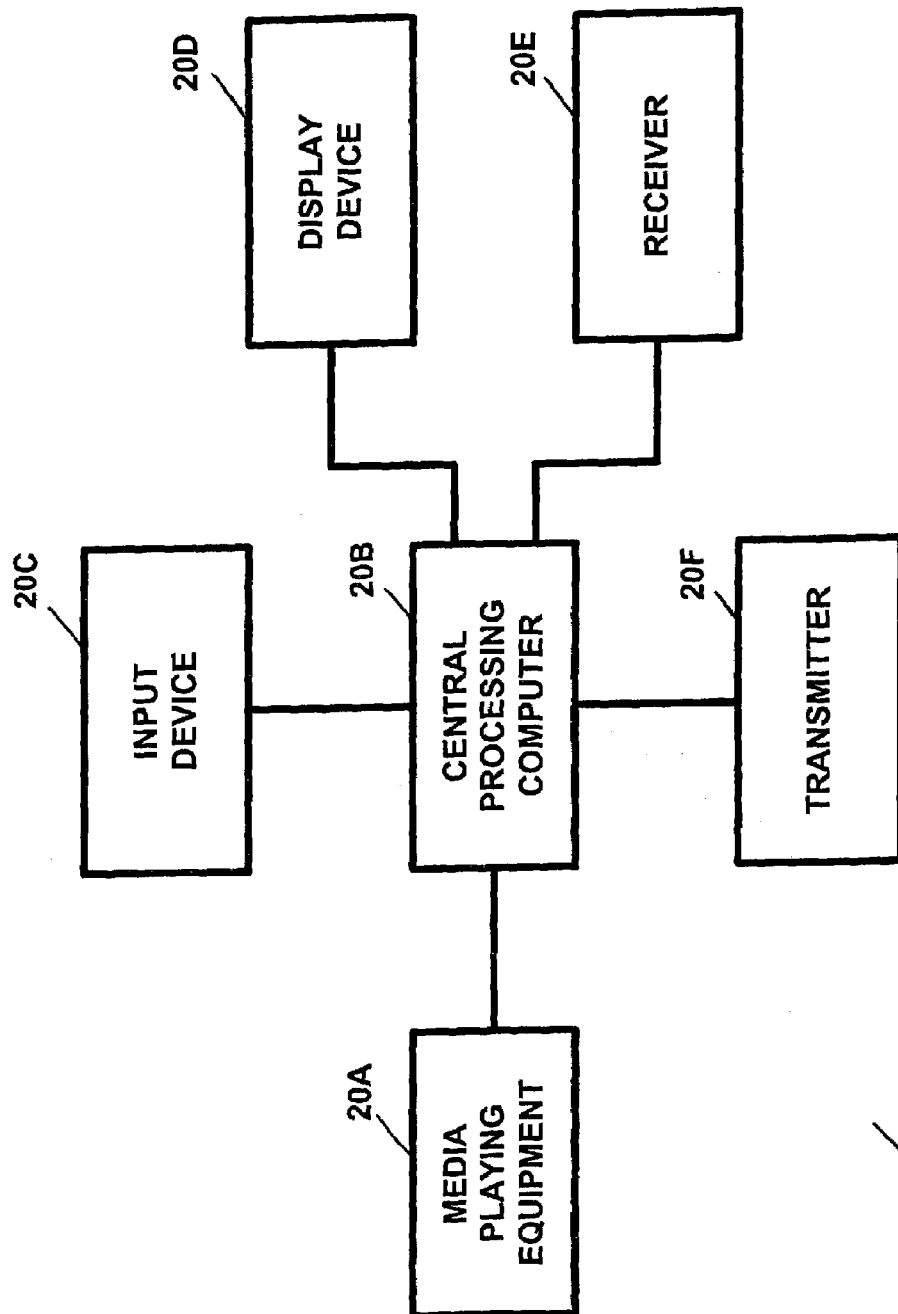 20C
INPUT
DEVICE
20D
DISPLAY
DEVICE
20A
MEDIA
PLAYING
EQUIPMENT
20B
CENTRAL
PROCESSING
COMPUTER
20E
RECEIVER
20F
TRANSMITTER